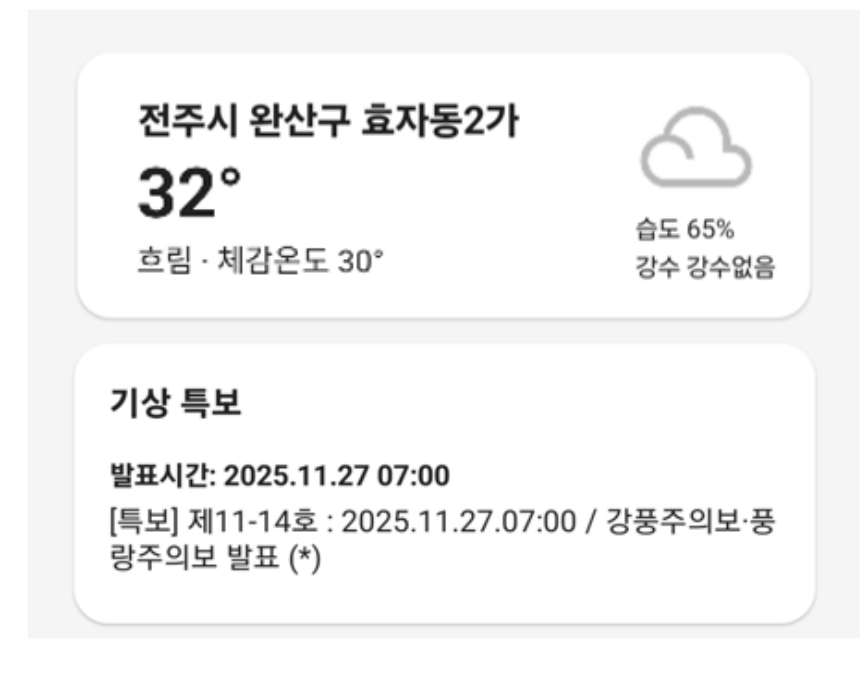 전주시 완산구 효자동2가
32°
흐림 · 체감온도 30°
습도 65%
강수 강수없음
기상 특보
발표시간: 2025.11.27 07:00
[특보] 제11-14호 : 2025.11.27.07:00 / 강풍주의보·풍
랑주의보 발표 (*)